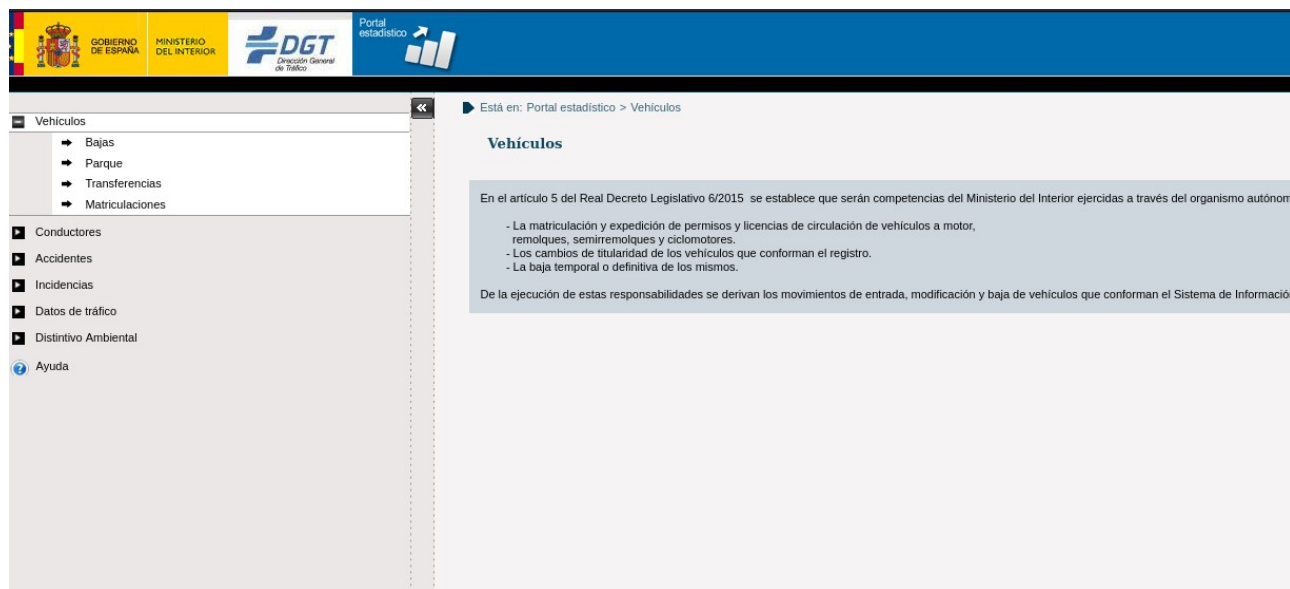 GOBIERNO
DE ESPAÑA
MINISTERIO
DEL INTERIOR
DGT
Dirección General
de Tráfico
Portal
estadístico
Vehículos
Bajas
Parque
Transferencias
Matriculaciones
Conductores
Accidentes
Incidencias
Datos de tráfico
Distintivo Ambiental
Ayuda
Está en: Portal estadístico > Vehículos
Vehículos
En el artículo 5 del Real Decreto Legislativo 6/2015 se establece que serán competencias del Ministerio del Interior ejercidas a través del organismo autónom
- La matriculación y expedición de permisos y licencias de circulación de vehículos a motor,
remolques, semirremolques y ciclomotores.
- Los cambios de titularidad de los vehículos que conforman el registro.
- La baja temporal o definitiva de los mismos.
De la ejecución de estas responsabilidades se derivan los movimientos de entrada, modificación y baja de vehículos que conforman el Sistema de Informació